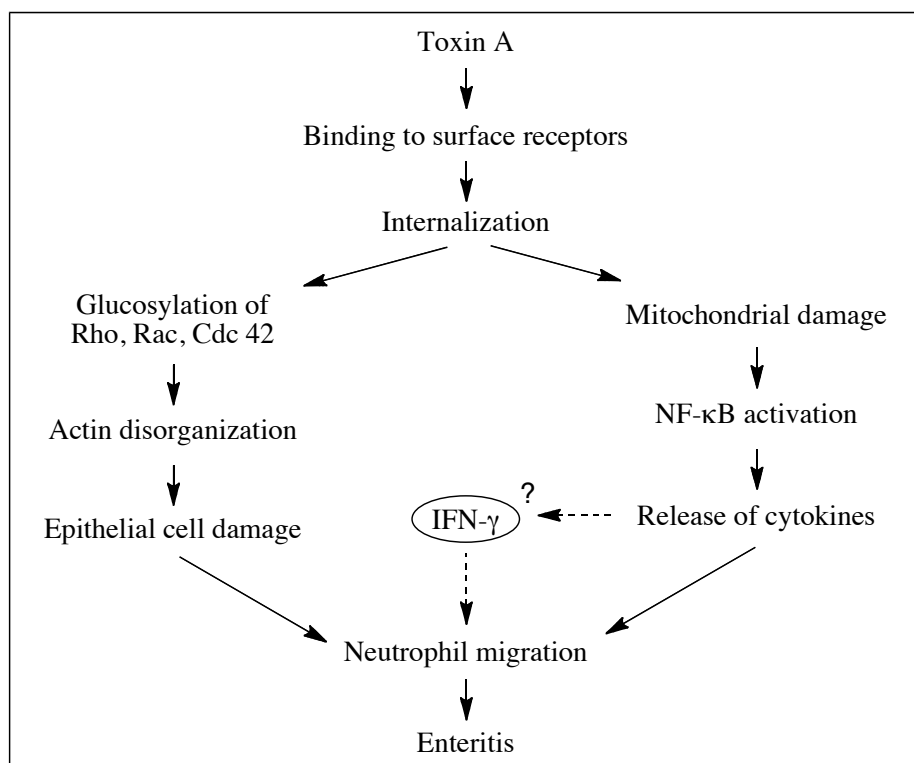 Toxin A
Binding to surface receptors
Internalization
Glucosylation of
Rho, Rac, Cdc 42
Actin disorganization
Epithelial cell damage
Mitochondrial damage
NF-κB activation
Release of cytokines
?
IFN-γ
Neutrophil migration
Enteritis